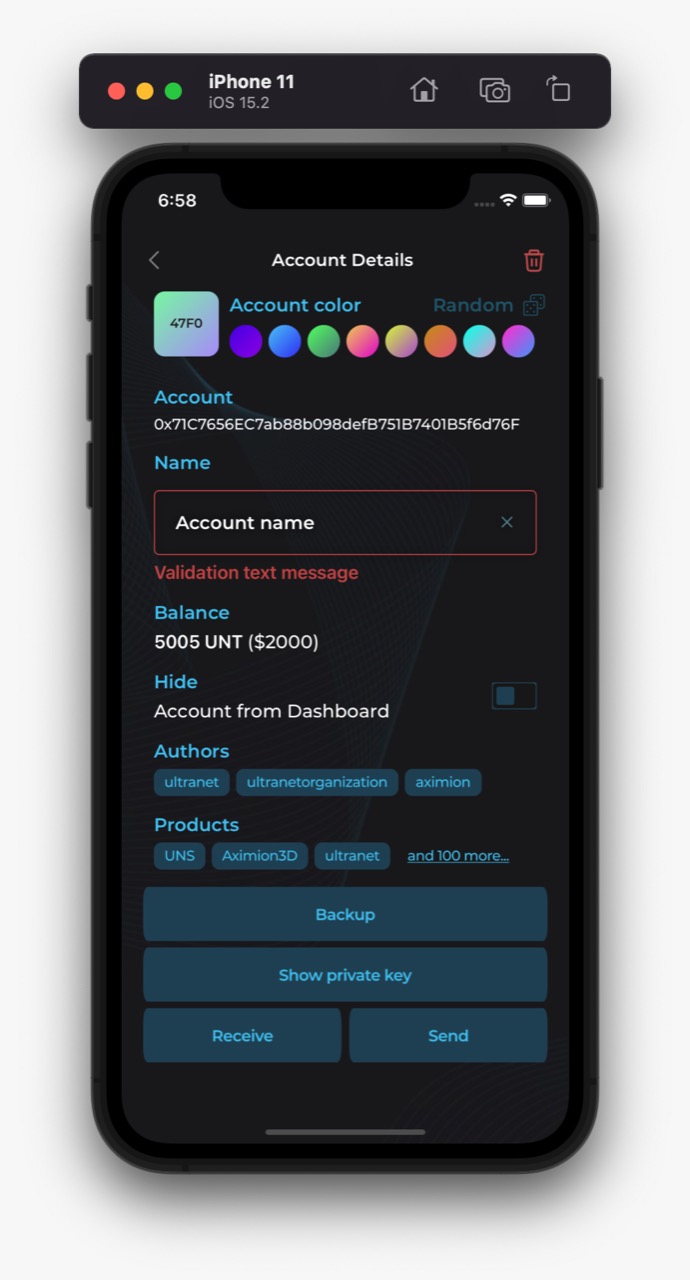 iPhone 11
iOS 15.2
6:58
Account Details
47F0
Account color
Random
Account
0x71C7656EC7ab88b098defB751B7401B5f6d76F
Name
Account name
Validation text message
Balance
5005 UNT ($2000)
Hide
Account from Dashboard
Authors
ultranet ultranetorganization aximion
Products
UNS Aximion3D ultranet and 100 more...
Backup
Show private key
Receive Send